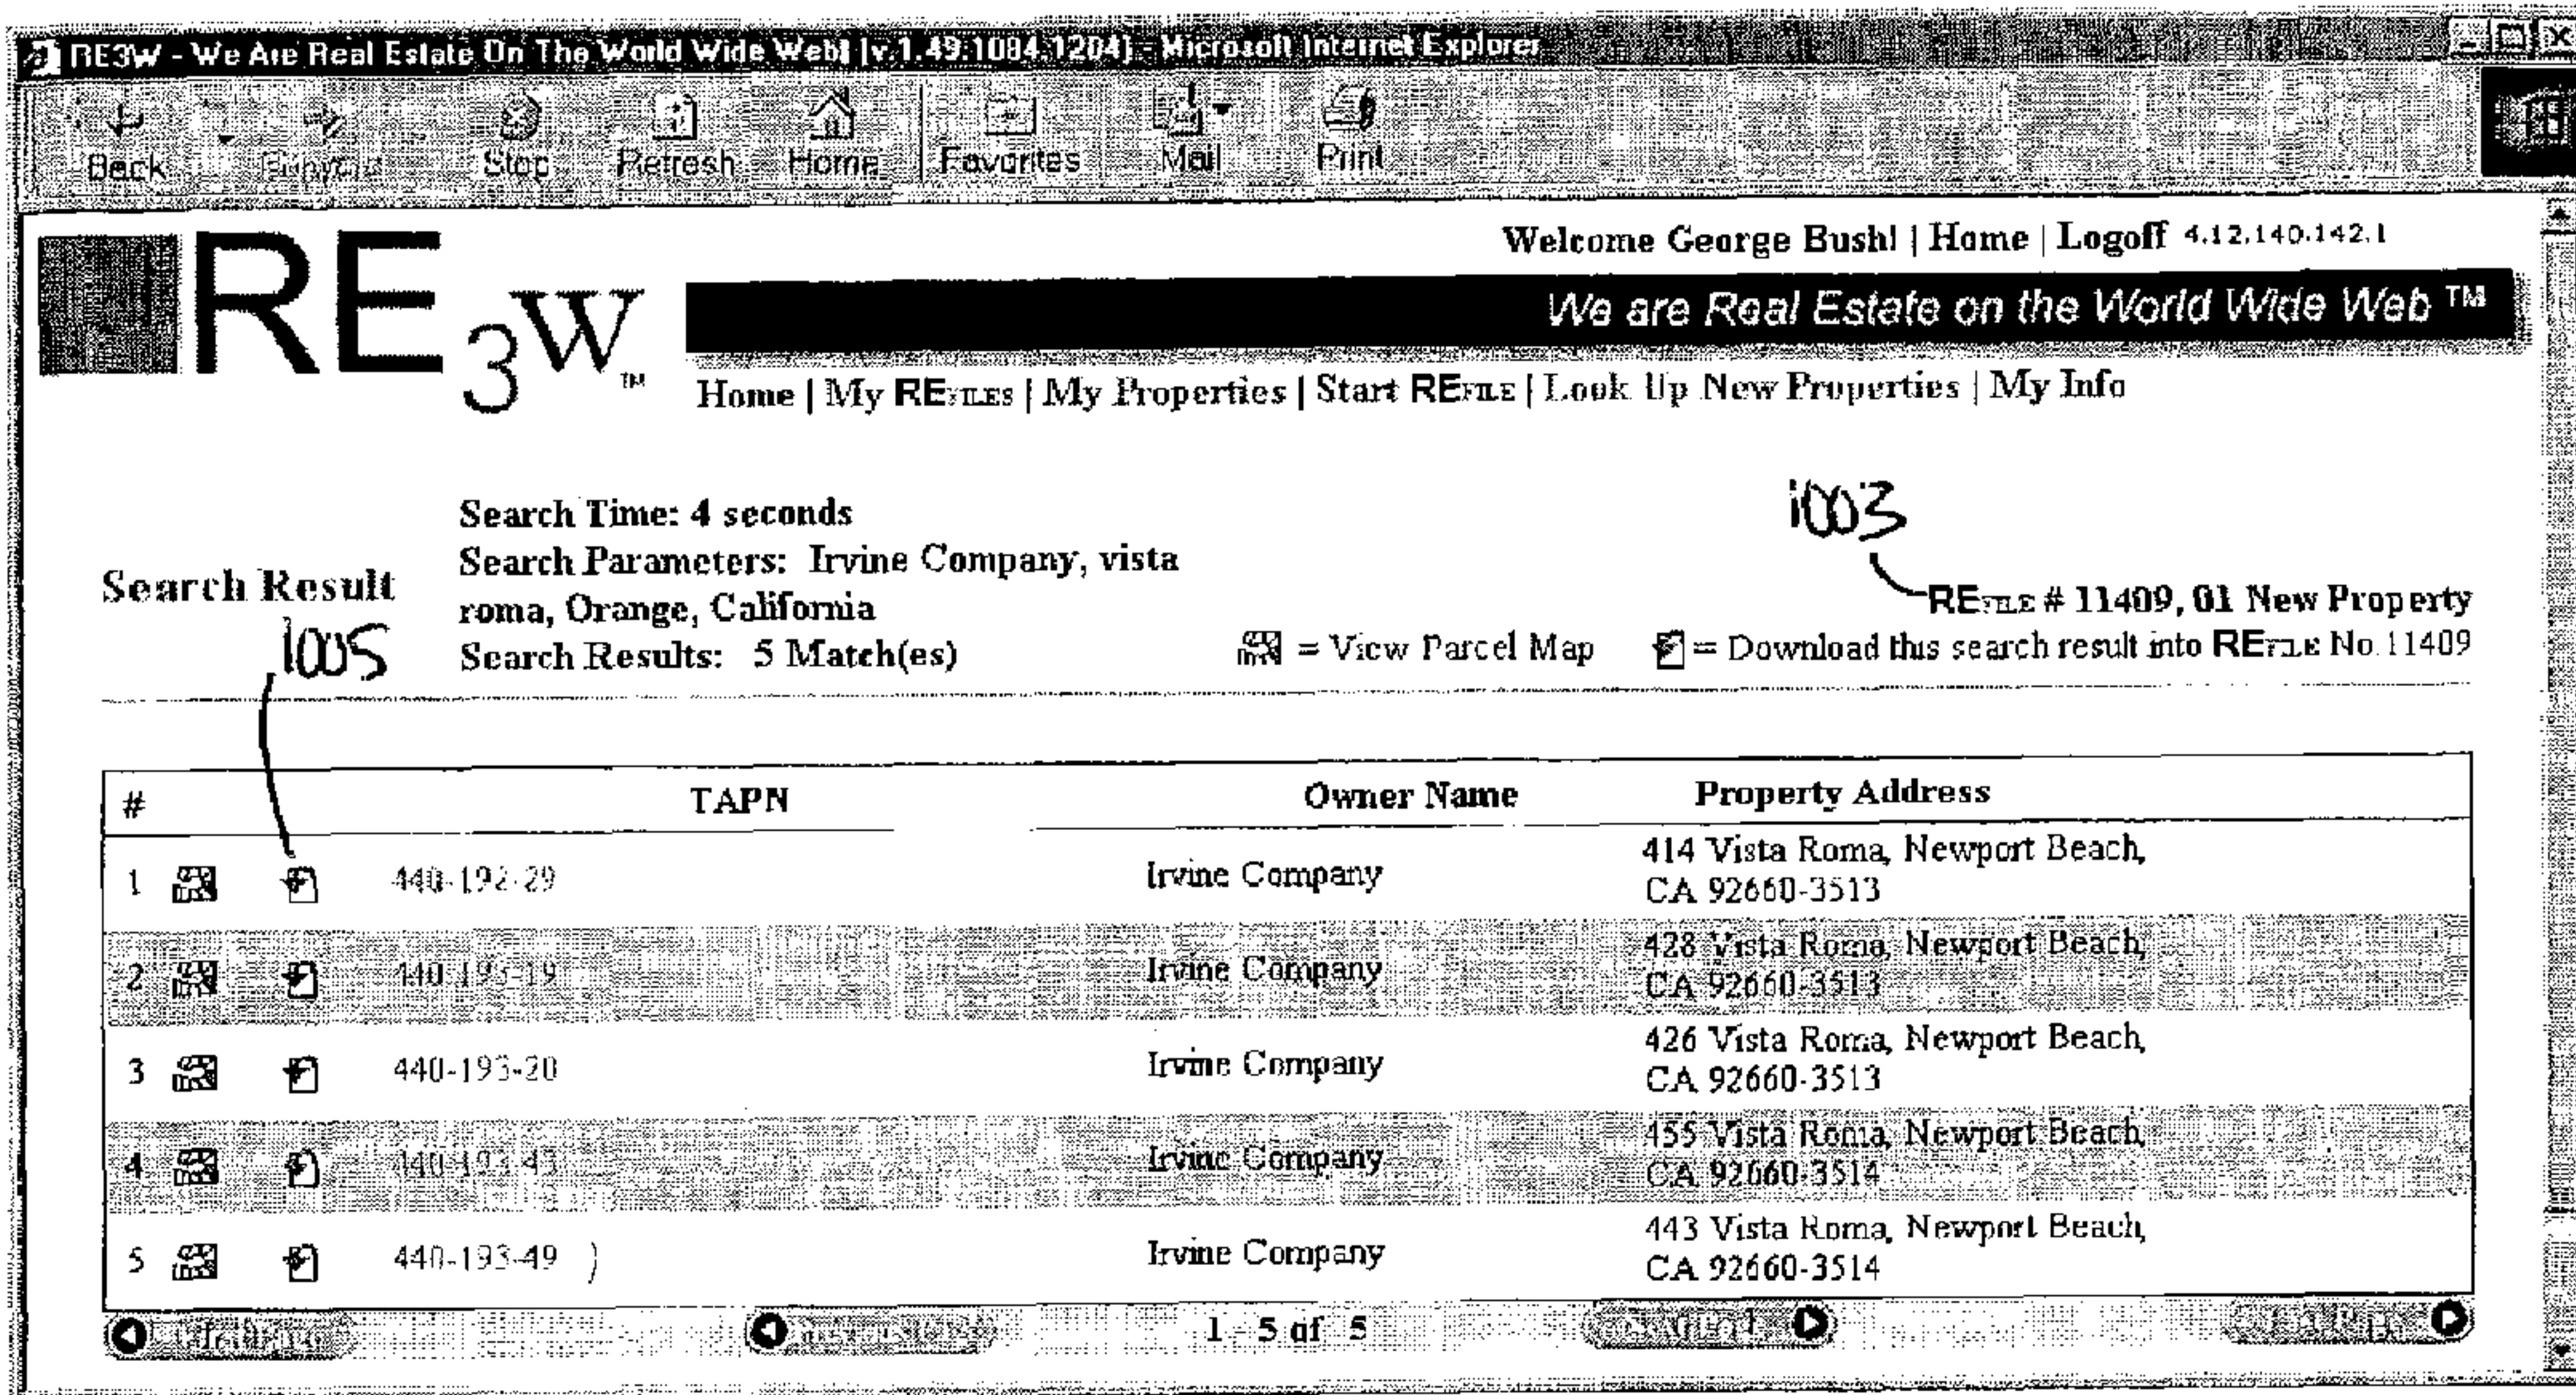 RE3W - We Are Real Estate On The World Wide Web! [v.1.49.1084.1204] - Microsoft Internet Explorer
Back Forward Stop Refresh Home Favorites Mail Print
Welcome George Bush! | Home | Logoff 4.12.140.142.1
RE3W™
We are Real Estate on the World Wide Web ™
Home | My REFILES | My Properties | Start REFILE | Look Up New Properties | My Info
1003
Search Time: 4 seconds
Search Parameters: Irvine Company, vista
roma, Orange, California
Search Result
REFILE # 11409, 01 New Property
1005
Search Results: 5 Match(es)
= View Parcel Map
= Download this search result into REFILE No.11409
# TAPN Owner Name Property Address
1 440-192-29 Irvine Company 414 Vista Roma, Newport Beach,
CA 92660-3513
2 440-193-19 Irvine Company 428 Vista Roma, Newport Beach,
CA 92660-3513
3 440-193-20 Irvine Company 426 Vista Roma, Newport Beach,
CA 92660-3513
4 440-193-43 Irvine Company 455 Vista Roma, Newport Beach,
CA 92660-3514
5 440-193-49 ) Irvine Company 443 Vista Roma, Newport Beach,
CA 92660-3514
1 - 5 of 5